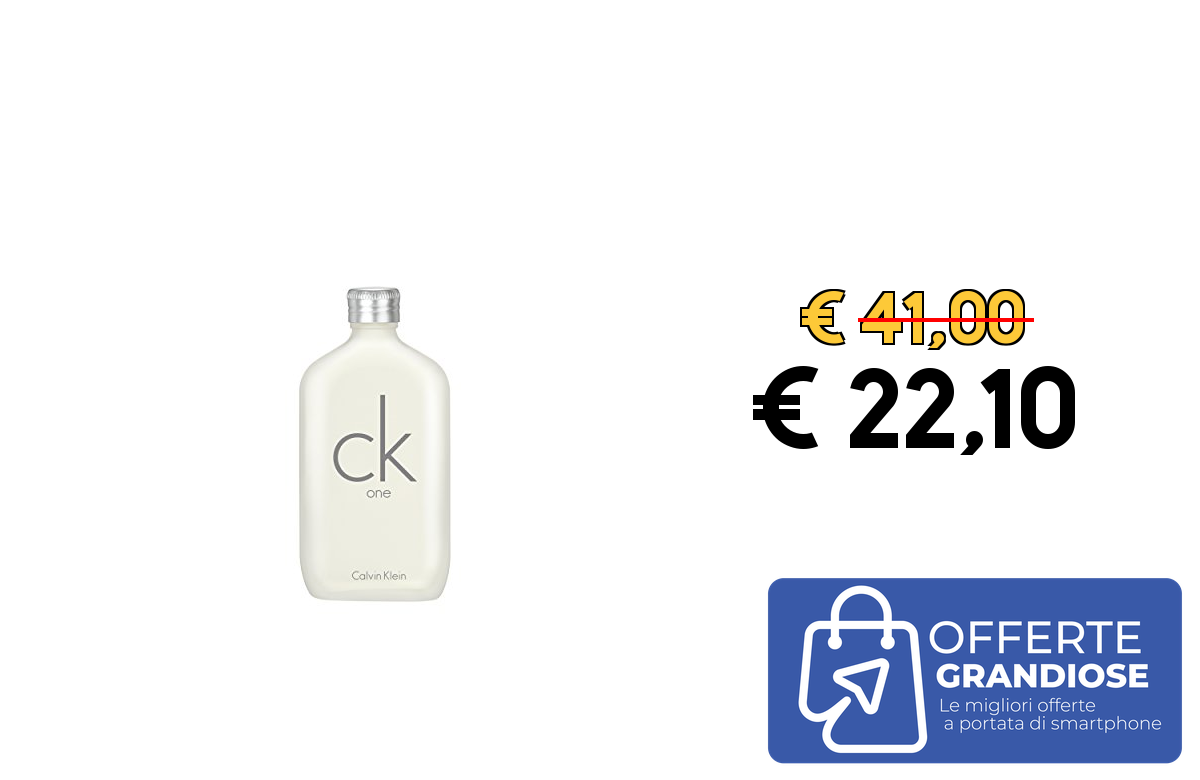 ck
one
Calvin Klein
€ 41,00
€ 22,10
OFFERTE
GRANDIOSE
Le migliori offerte
a portata di smartphone